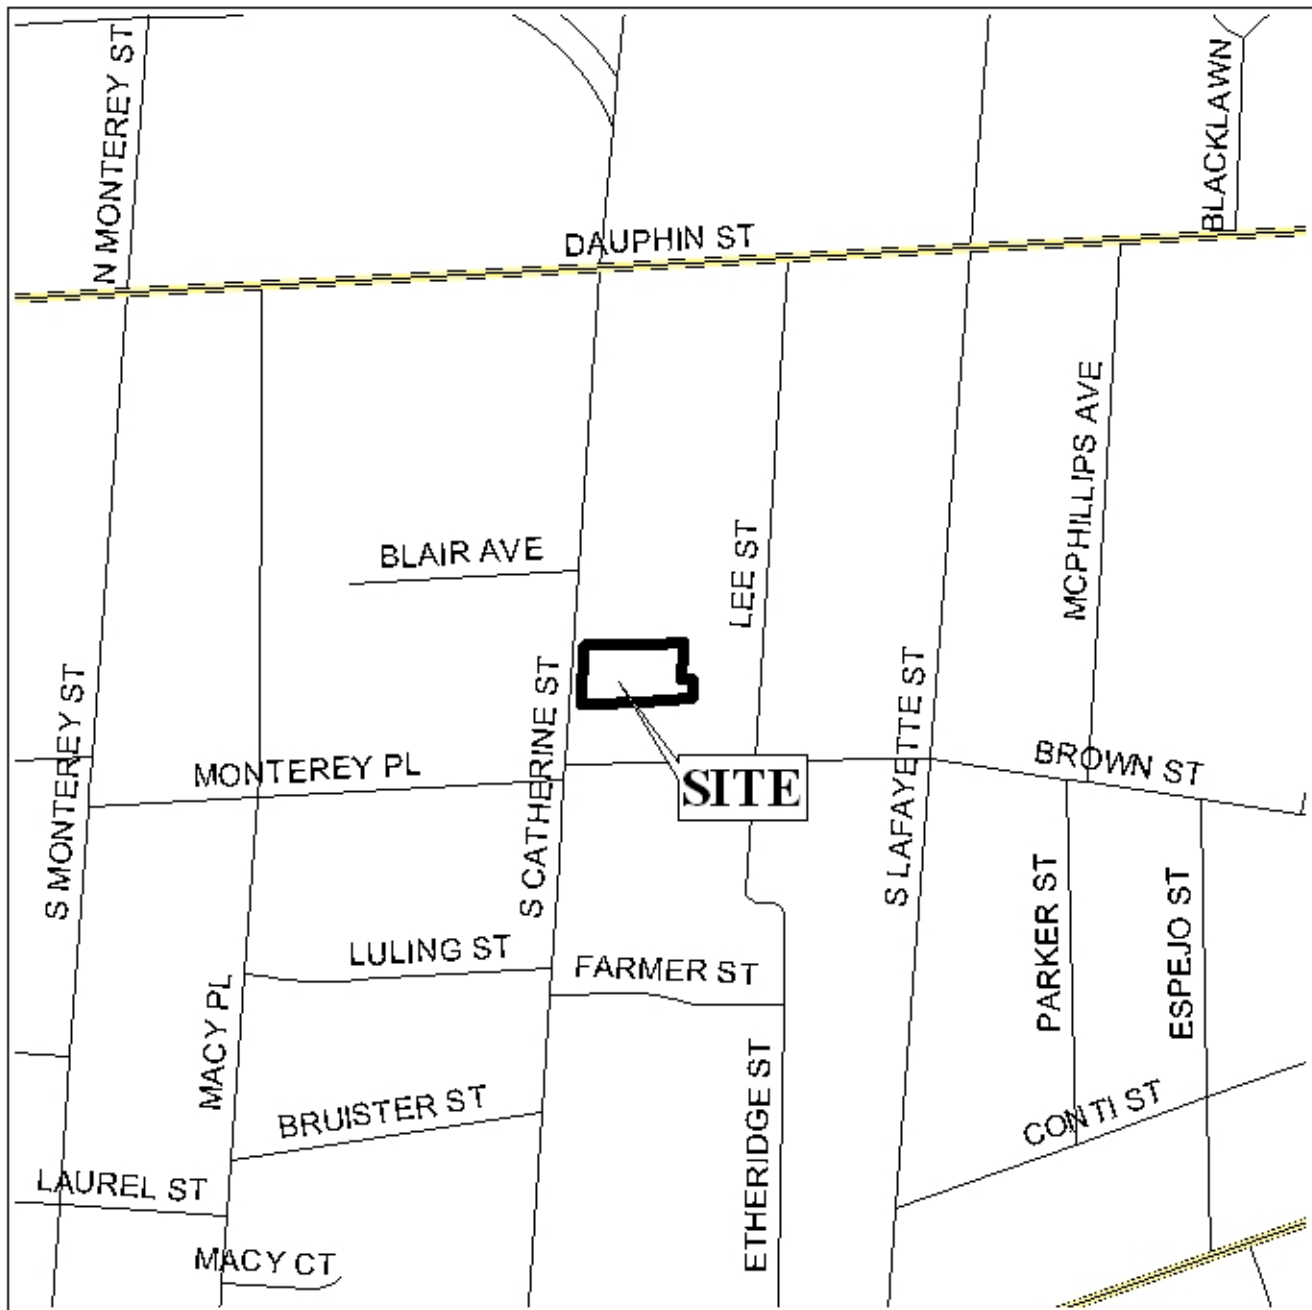 N MONTEREY ST
BLACKLAWN
DAUPHIN ST
MCPHILLIPS AVE
BLAIR AVE
LEE ST
S MONTEREY ST
S CATHERINE ST
S LAFAYETTE ST
MONTEREY PL
BROWN ST
SITE
PARKER ST
ESPEJO ST
LULING ST
FARMER ST
MACY PL
ETHERIDGE ST
BRUISTER ST
CONTI ST
LAUREL ST
MACY CT